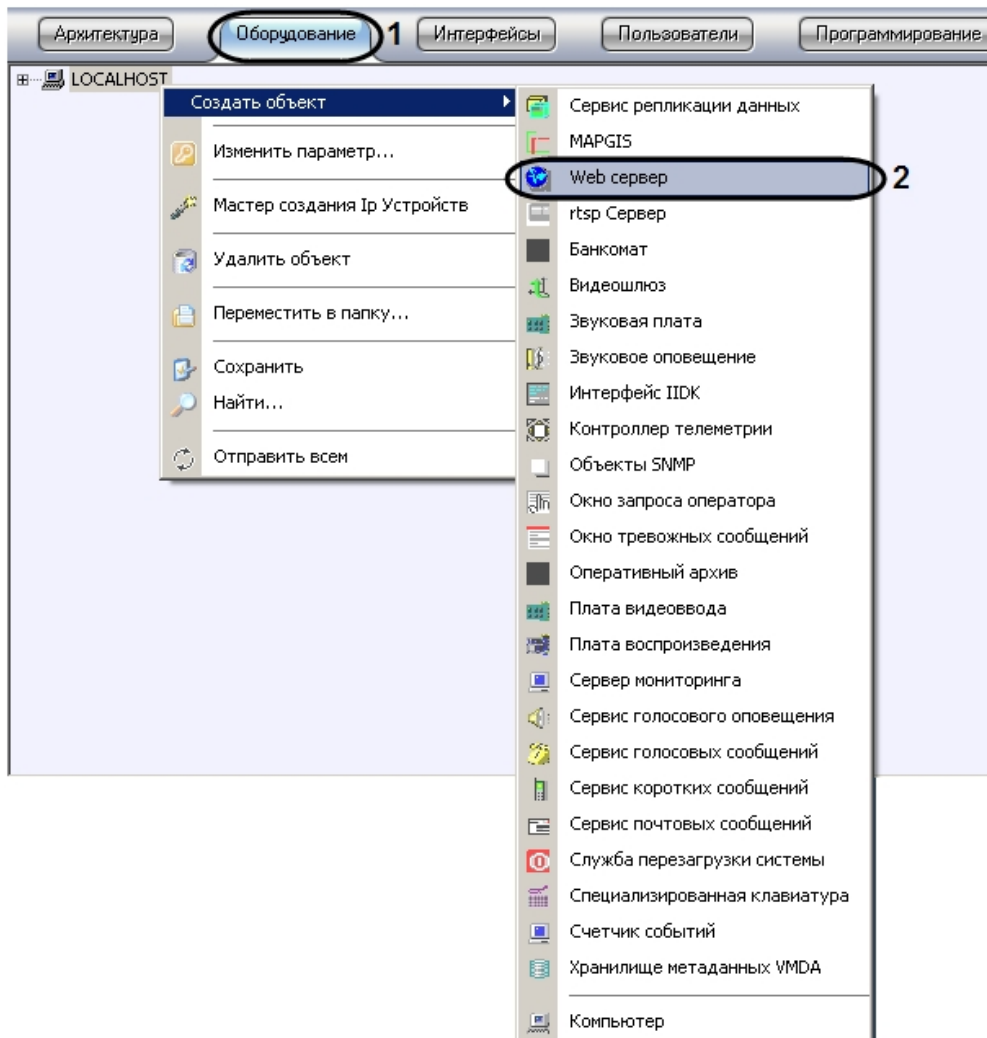 Архитектура
Оборудование
1
Интерфейсы
Пользователи
Программирование
LOCALHOST
Создать объект
Изменить параметр...
Мастер создания Ip Устройств
Удалить объект
Переместить в папку...
Сохранить
Найти...
Отправить всем
Сервис репликации данных
MAPGIS
Web сервер
2
rtsp Сервер
Банкомат
Видеошлюз
Звуковая плата
Звуковое оповещение
Интерфейс IIDK
Контроллер телеметрии
Объекты SNMP
Окно запроса оператора
Окно тревожных сообщений
Оперативный архив
Плата видеоввода
Плата воспроизведения
Сервер мониторинга
Сервис голосового оповещения
Сервис голосовых сообщений
Сервис коротких сообщений
Сервис почтовых сообщений
Служба перезагрузки системы
Специализированная клавиатура
Счетчик событий
Хранилище метаданных VMDA
Компьютер